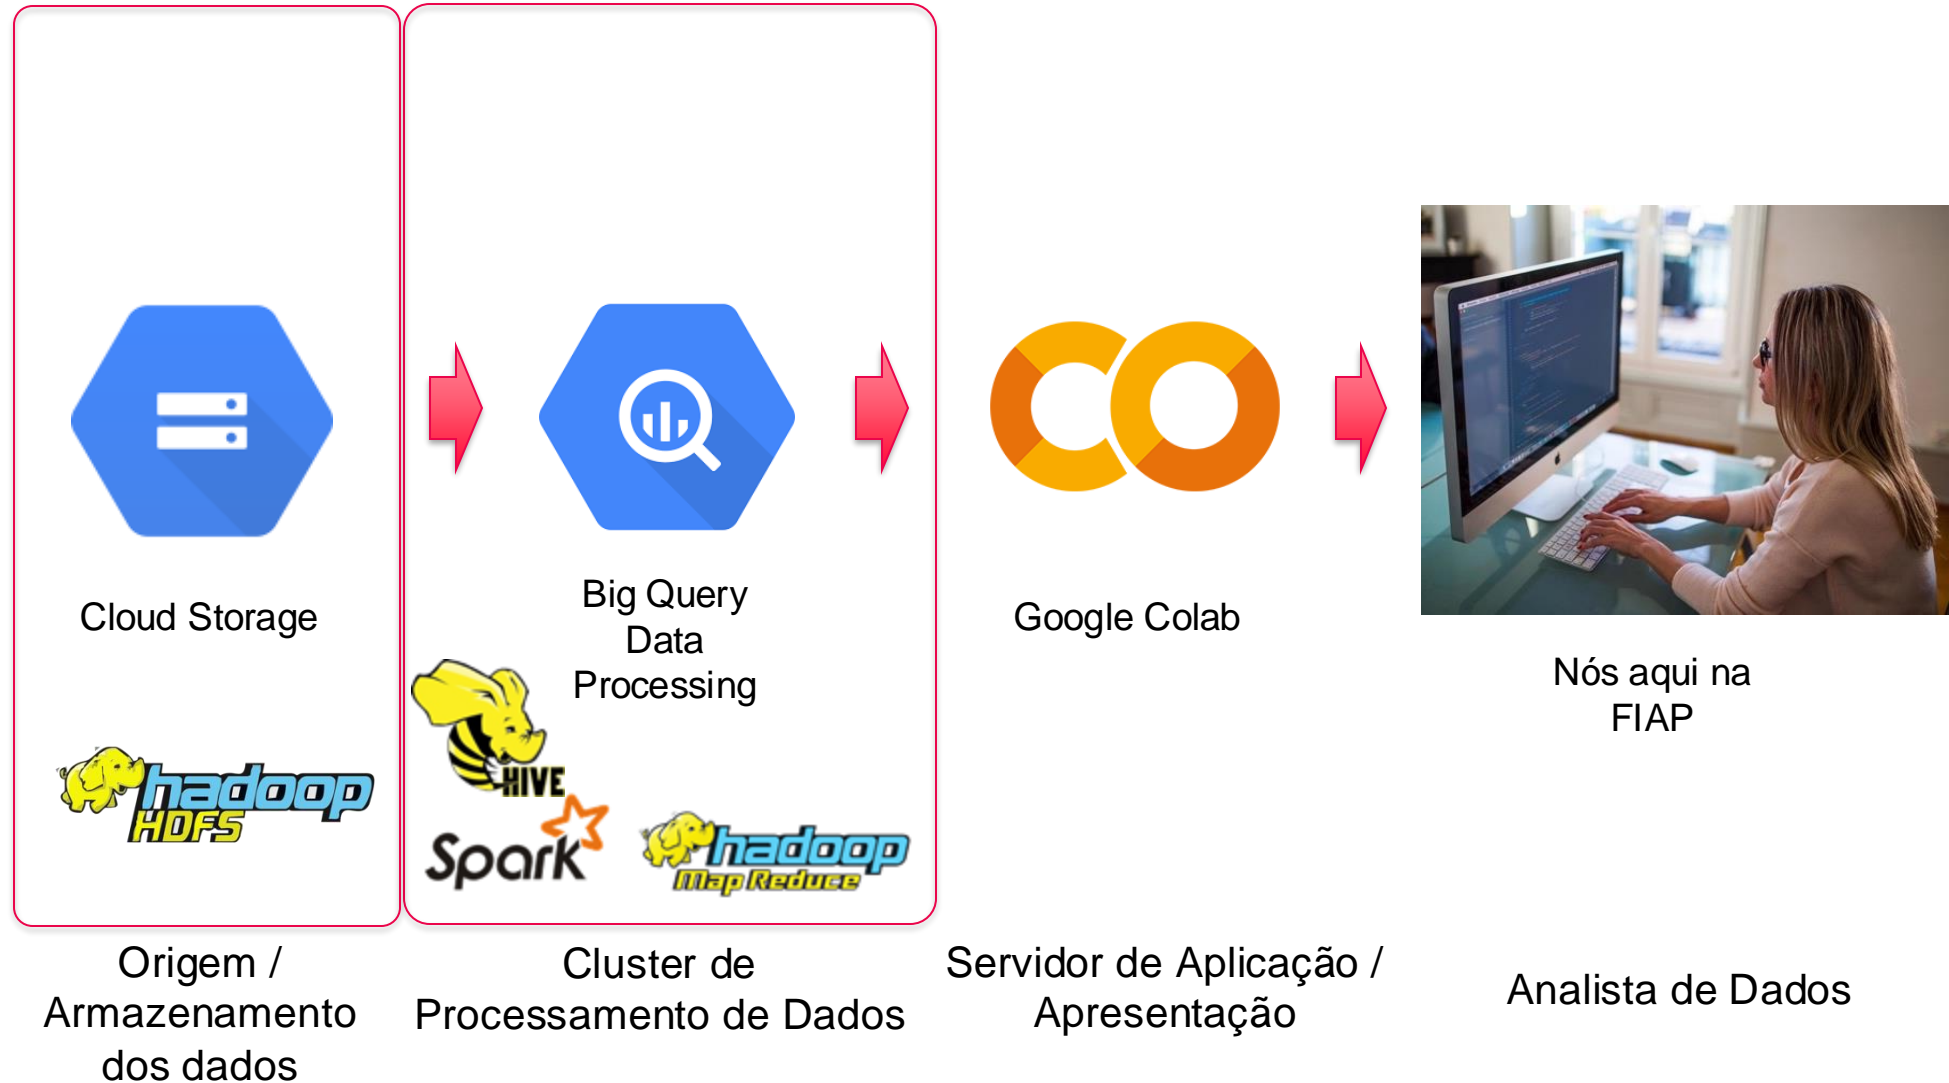 Cloud Storage
Big Query
Data
Processing
Google Colab
Nós aqui na
FIAP
HIVE
hadoop
HDFS
Spark
hadoop
Map Reduce
Origem /
Armazenamento
dos dados
Cluster de
Processamento de Dados
Servidor de Aplicação /
Apresentação
Analista de Dados